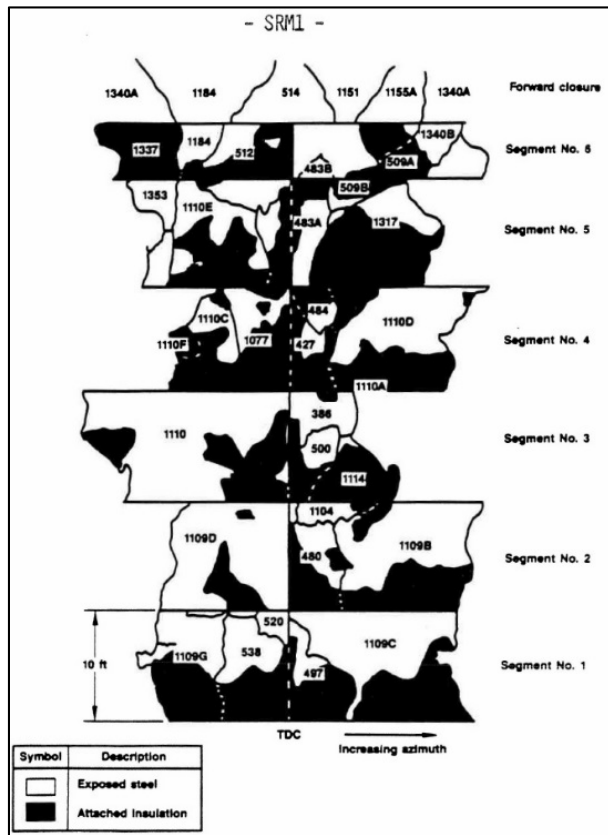 - SRM1 -
1340A 1184 514 1151 1155A 1340A Forward closure
1337 1184 512 483B 509A 1340B Segment No. 6
1353 1110E 483A 509B 1317 Segment No. 5
1110F 1110C 1077 484 427 1110D Segment No. 4
1110A
1110 386 500 1114 Segment No. 3
1109D 1104 480 1109B Segment No. 2
10 ft 1109G 538 520 497 1109C Segment No. 1
TDC
Increasing azimuth
Symbol Description
Exposed steel
Attached Insulation